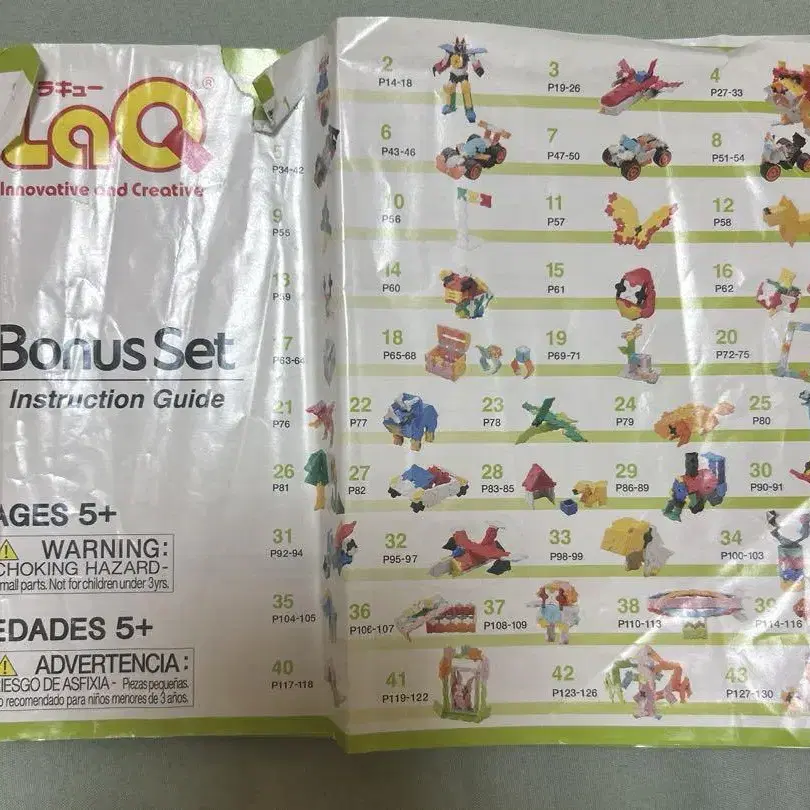 ラキュー
LaQ®
Innovative and Creative
Bonus Set
Instruction Guide
AGES 5+
WARNING:
CHOKING HAZARD-
mall parts. Not for children under 3yrs.
EDADES 5+
ADVERTENCIA:
RIESGO DE ASFIXIA - Piezas pequeñas.
o recomendado para niños menores de 3 años.
2
P14-18
3
P19-26
4
P27-33
5
P34-42
6
P43-46
7
P47-50
8
P51-54
9
P55
10
P56
11
P57
12
P58
13
P59
14
P60
15
P61
16
P62
17
P63-64
18
P65-68
19
P69-71
20
P72-75
21
P76
22
P77
23
P78
24
P79
25
P80
26
P81
27
P82
28
P83-85
29
P86-89
30
P90-91
31
P92-94
32
P95-97
33
P98-99
34
P100-103
35
P104-105
36
P106-107
37
P108-109
38
P110-113
39
P114-116
40
P117-118
41
P119-122
42
P123-126
43
P127-130